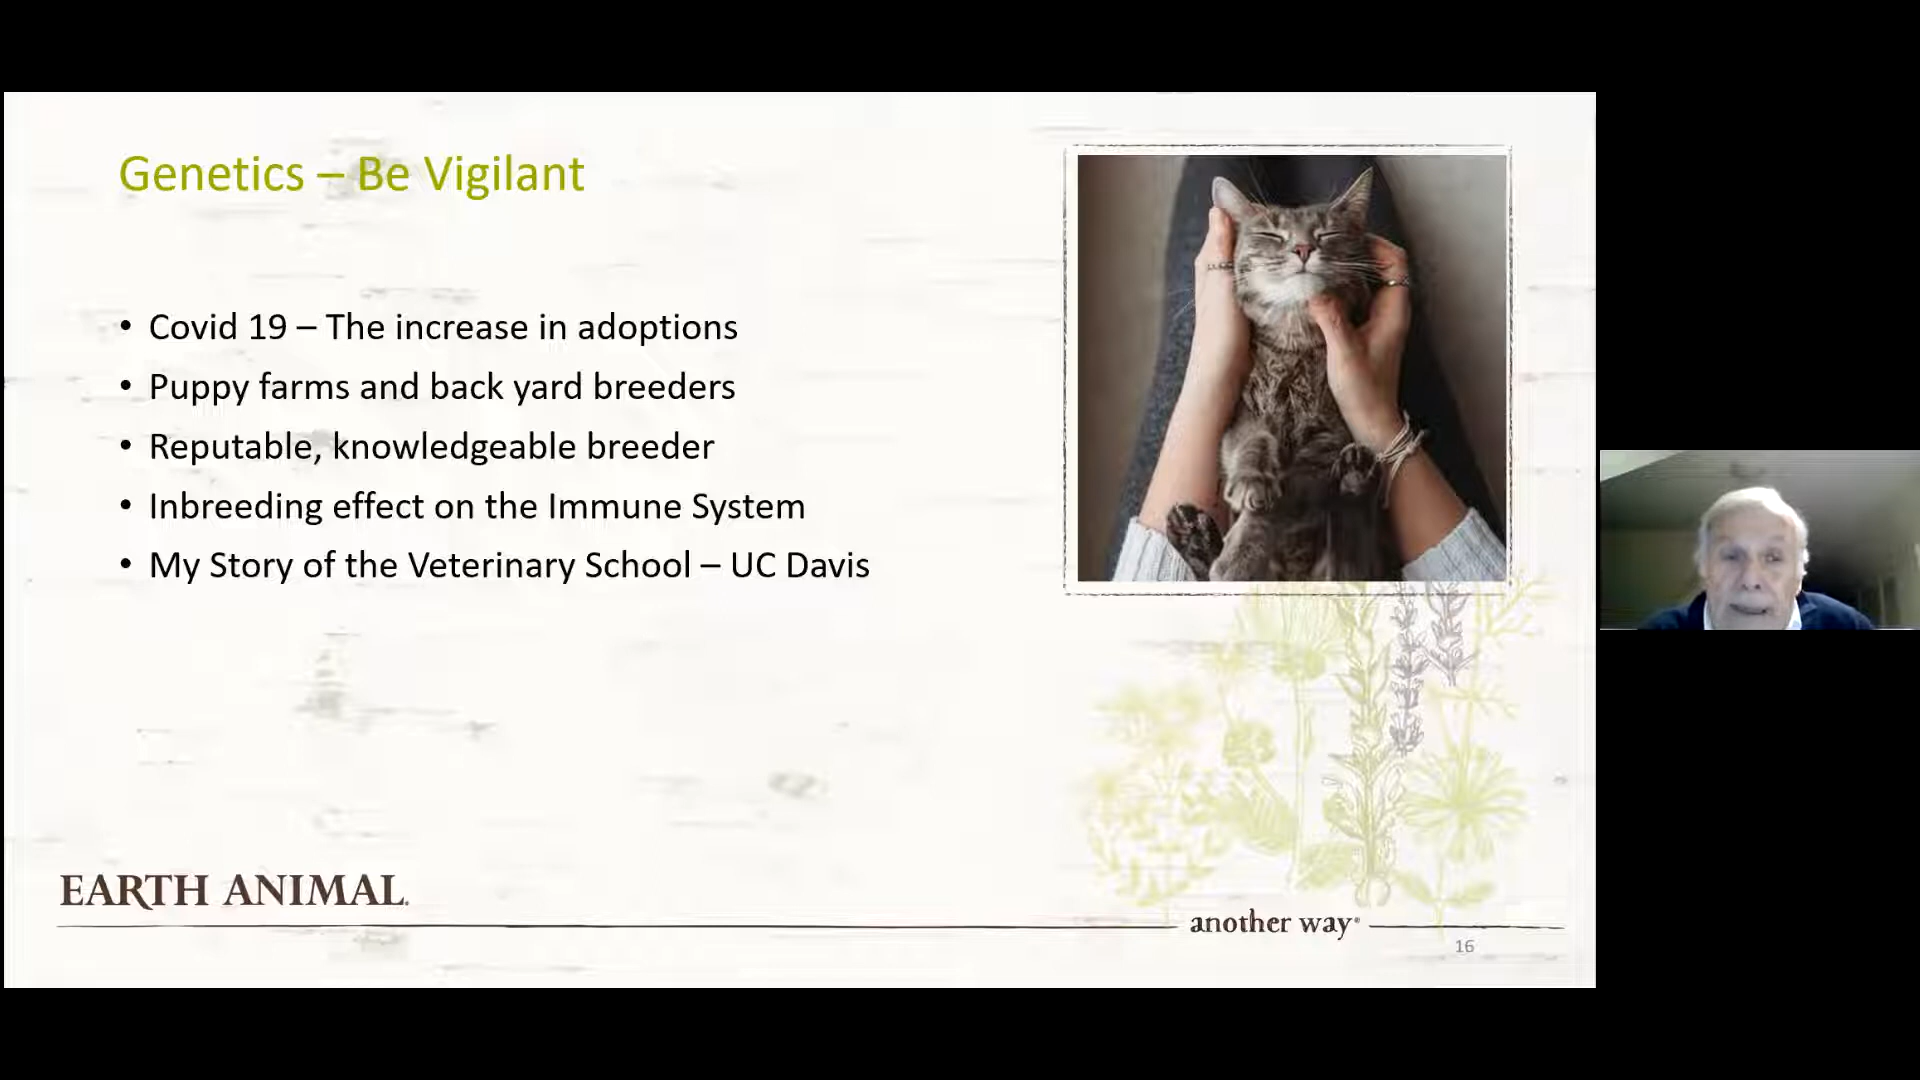 Genetics – Be Vigilant
• Covid 19 – The increase in adoptions
• Puppy farms and back yard breeders
• Reputable, knowledgeable breeder
• Inbreeding effect on the Immune System
• My Story of the Veterinary School – UC Davis
EARTH ANIMAL®
another way®
16